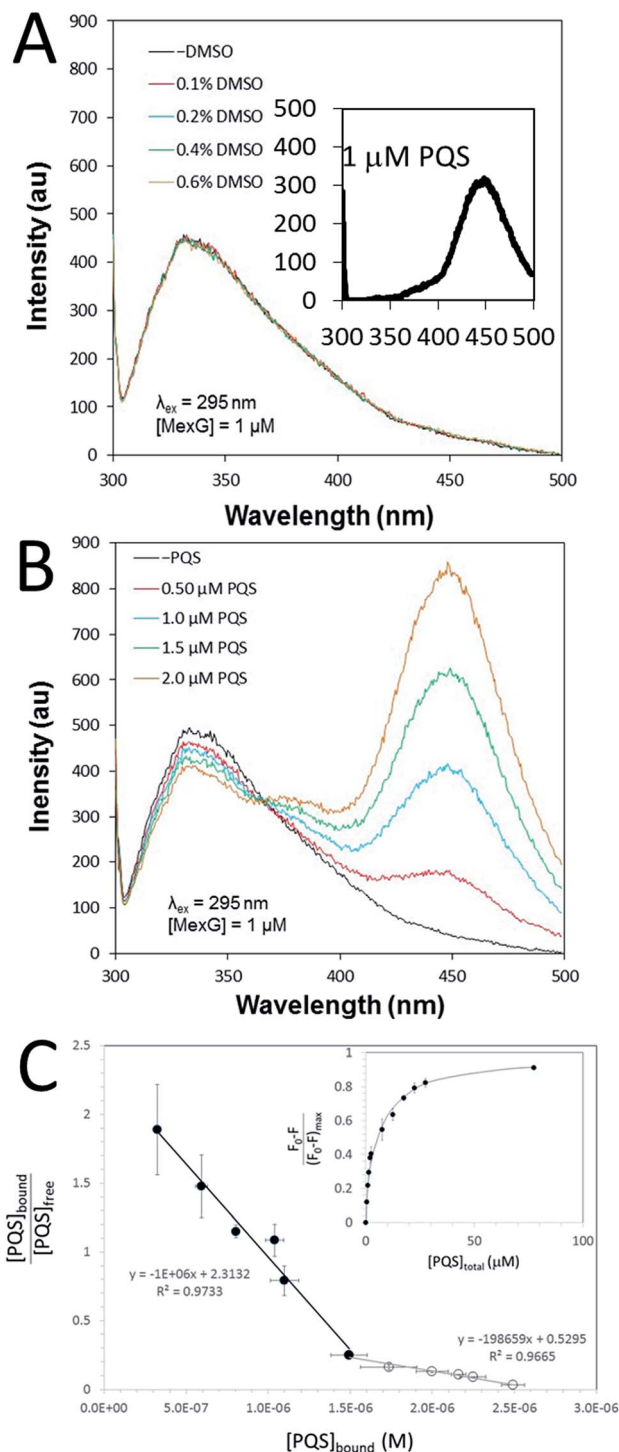 A
900
800
700
600
500
400
300
200
100
0
Intensity (au)
−DMSO
0.1% DMSO
0.2% DMSO
0.4% DMSO
0.6% DMSO
500
400
300
200
100
0
1 μM PQS
300 350 400 450 500
λex = 295 nm
[MexG] = 1 μM
300 350 400 450 500
Wavelength (nm)
B
900
800
700
600
500
400
300
200
100
0
Inensity (au)
−PQS
0.50 μM PQS
1.0 μM PQS
1.5 μM PQS
2.0 μM PQS
λex = 295 nm
[MexG] = 1 μM
300 350 400 450 500
Wavelength (nm)
C
2.5
2
1.5
1
0.5
0
[PQS]bound
[PQS]free
1
0.8
0.6
0.4
0.2
0
F0-F
(F0-F)max
0 50 100
[PQS]total (μM)
y = -1E+06x + 2.3132
R² = 0.9733
y = -198659x + 0.5295
R² = 0.9665
0.0E+00 5.0E-07 1.0E-06 1.5E-06 2.0E-06 2.5E-06 3.0E-06
[PQS]bound (M)